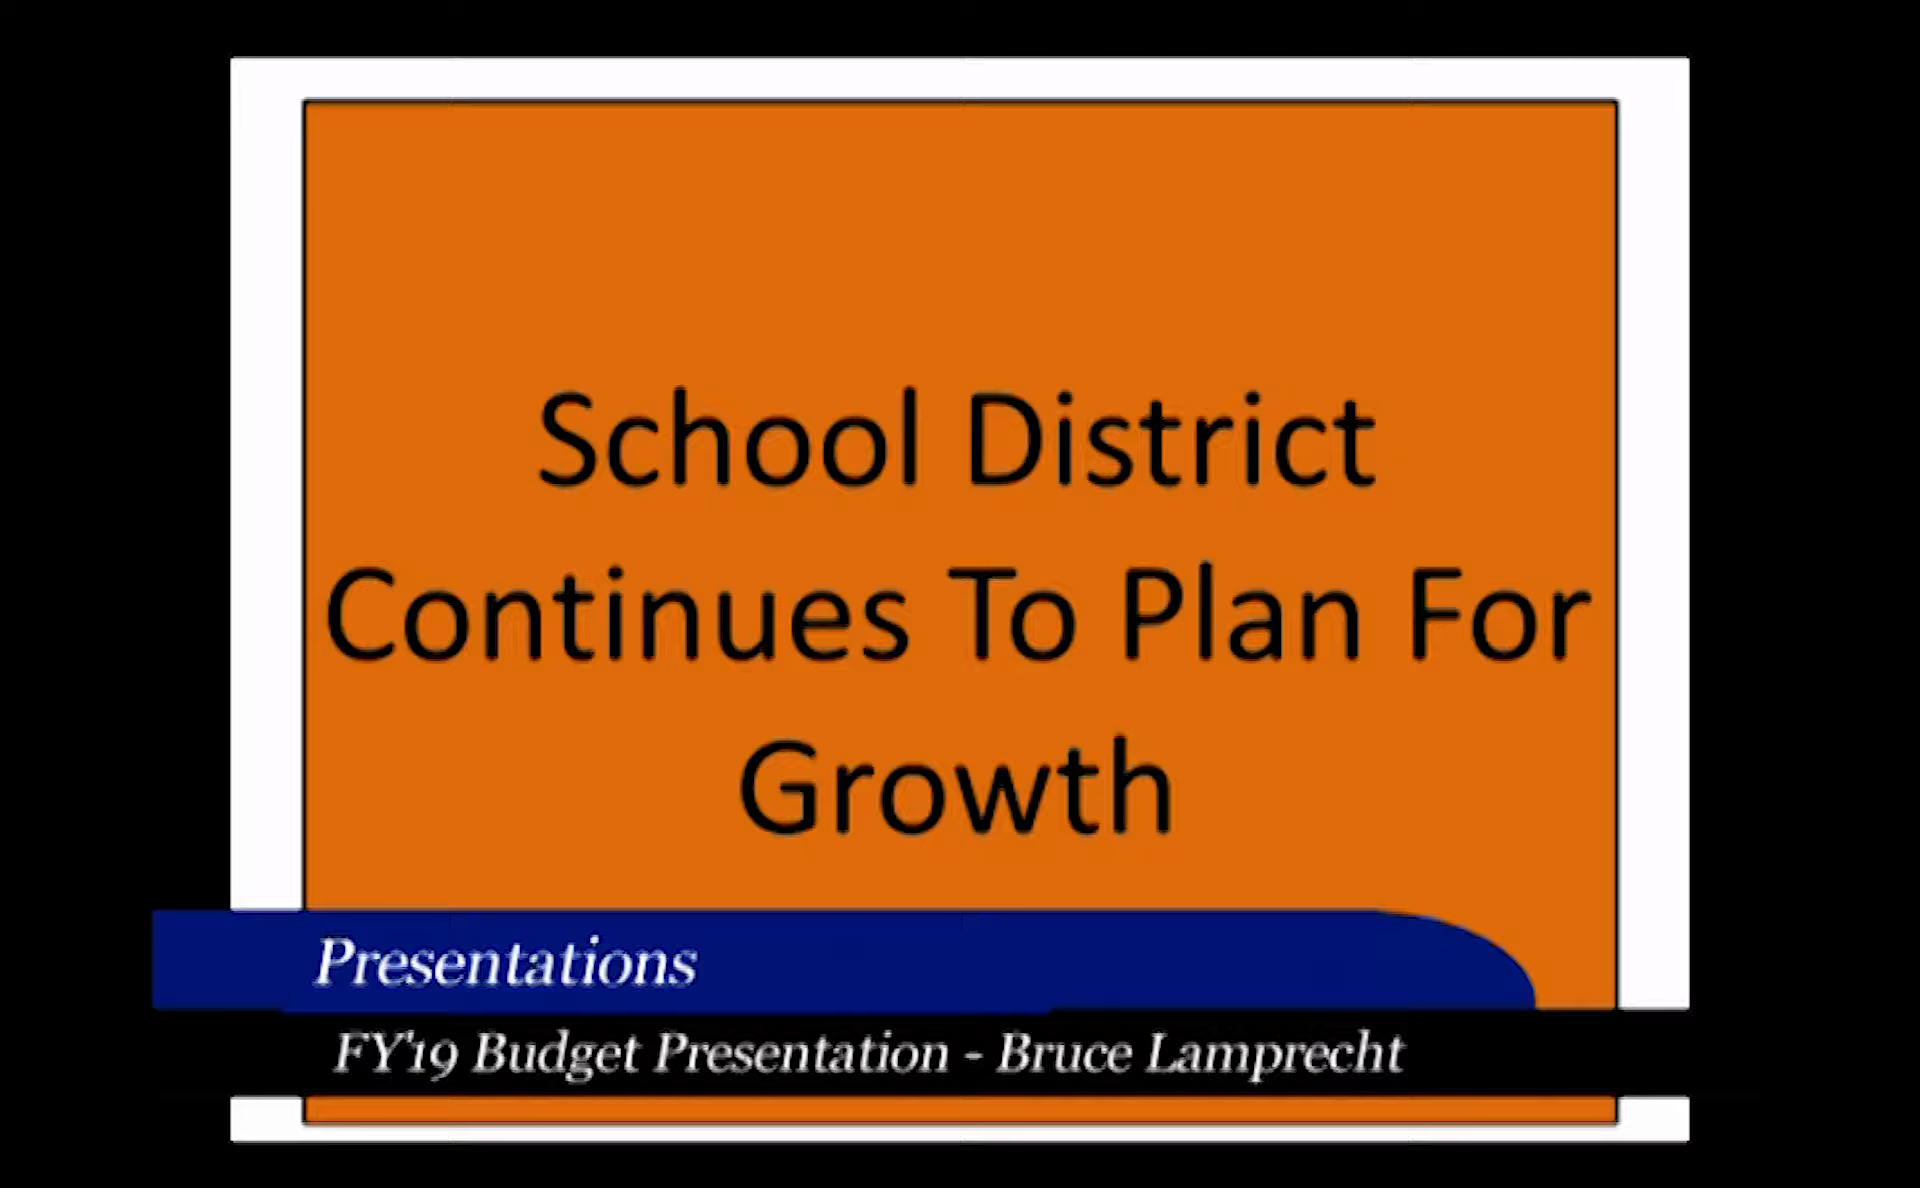 School District
Continues To Plan For
Growth
Presentations
FY'19 Budget Presentation - Bruce Lamprecht